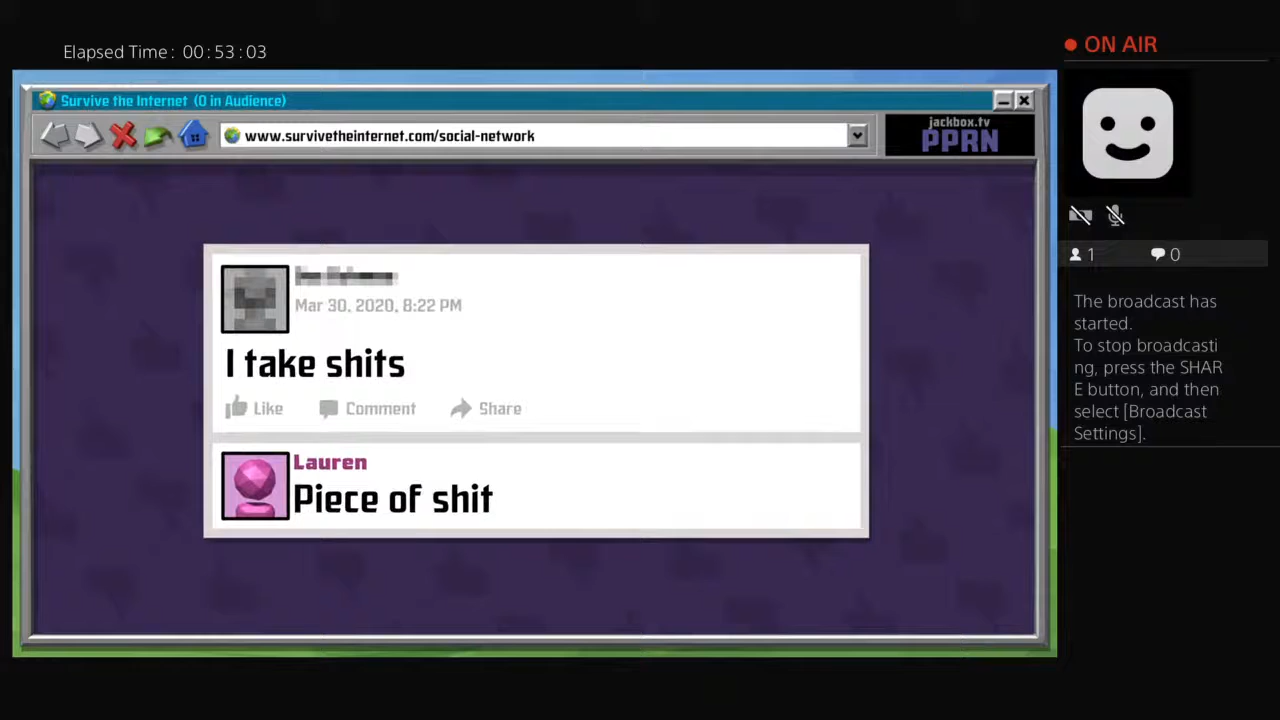 Elapsed Time: 00:53:03
ON AIR
Survive the Internet (0 in Audience)
www.survivetheinternet.com/social-network
jackbox.tv
PPRN
1
0
The broadcast has
started.
To stop broadcasti
ng, press the SHAR
E button, and then
select [Broadcast
Settings].
Mar 30, 2020, 8:22 PM
I take shits
Like
Comment
Share
Lauren
Piece of shit